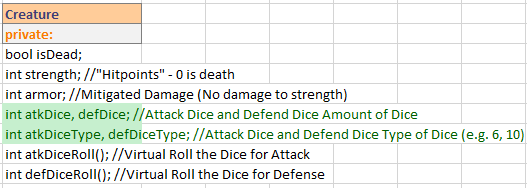 Creature
private:
bool isDead;
int strength; //"Hitpoints" - 0 is death
int armor; //Mitigated Damage (No damage to strength)
int atkDice, defDice; //Attack Dice and Defend Dice Amount of Dice
int atkDiceType, defDiceType; //Attack Dice and Defend Dice Type of Dice (e.g. 6, 10)
int atkDiceRoll(); //Virtual Roll the Dice for Attack
int defDiceRoll(); //Virtual Roll the Dice for Defense